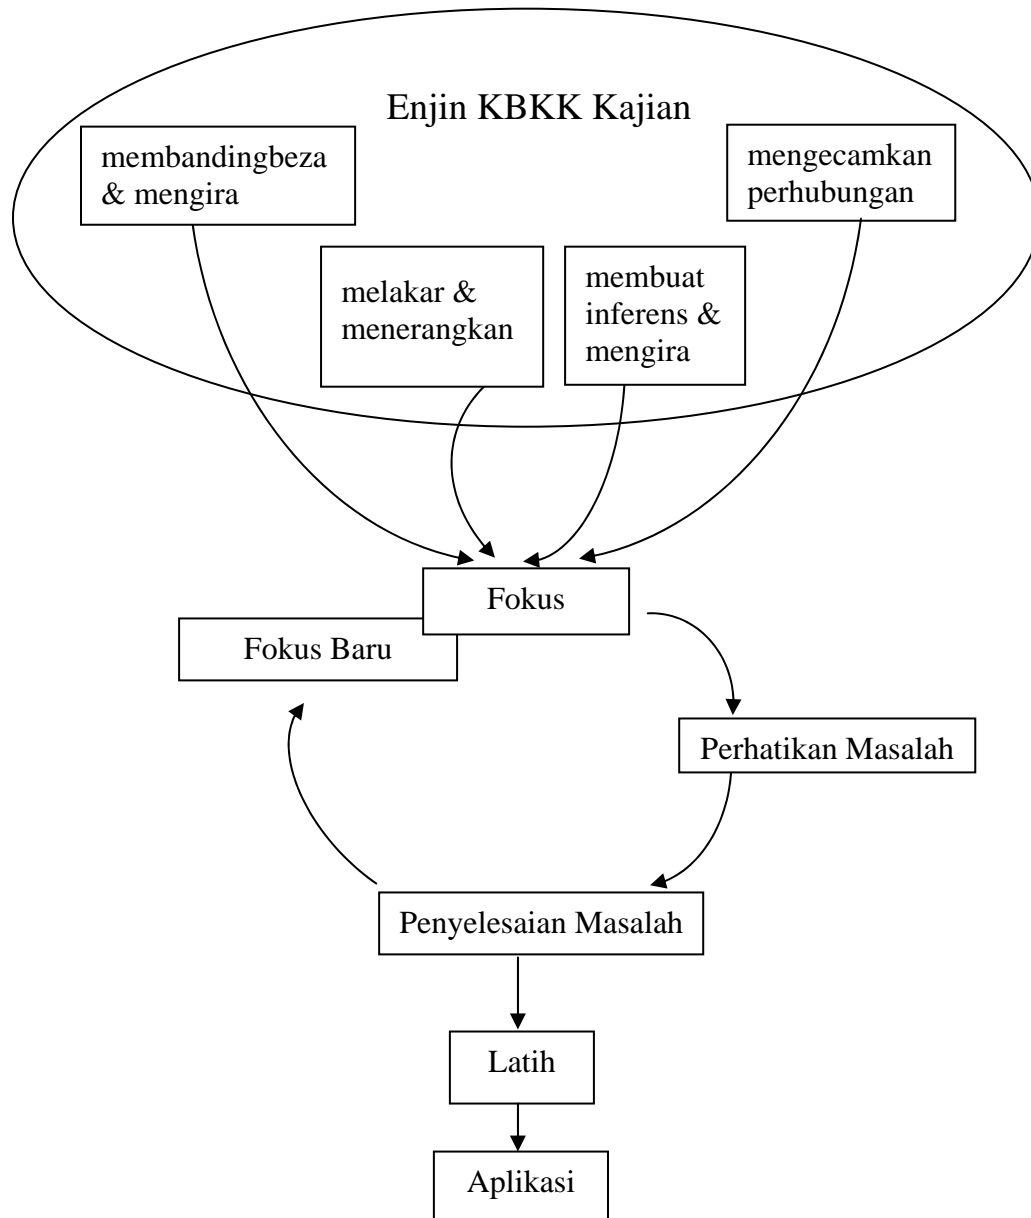 Enjin KBKK Kajian
membandingbeza
& mengira
mengecamkan
perhubungan
melakar &
menerangkan
membuat
inferens &
mengira
Fokus
Fokus Baru
Perhatikan Masalah
Penyelesaian Masalah
Latih
Aplikasi